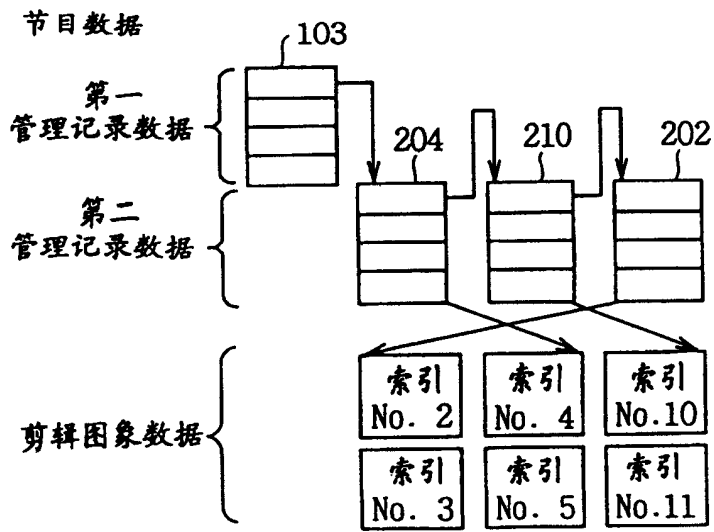 节目数据
103
第一
管理记录数据
204
210
202
第二
管理记录数据
剪辑图象数据
索引
No. 2
索引
No. 4
索引
No.10
索引
No. 3
索引
No. 5
索引
No.11